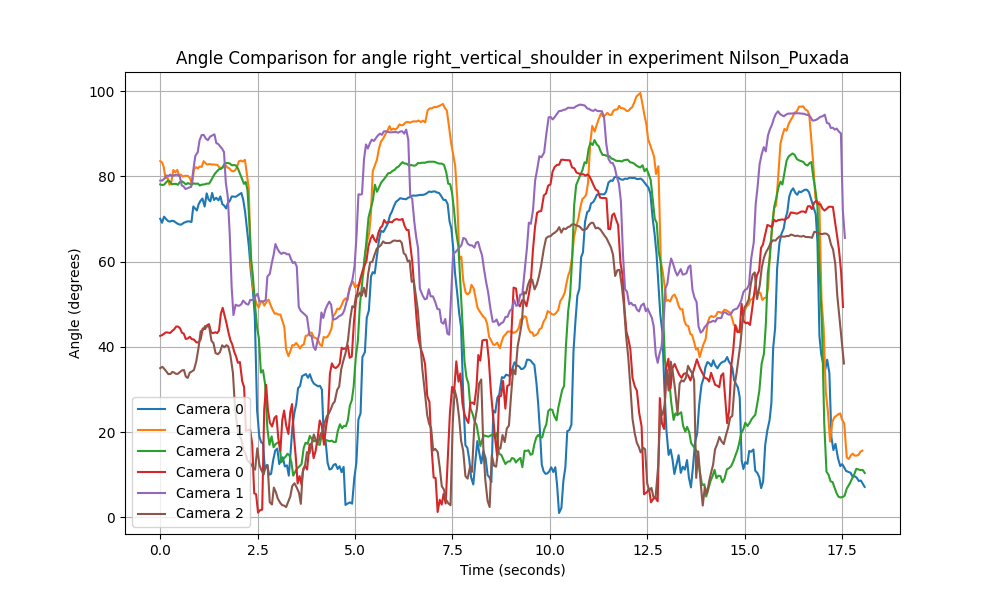 Angle Comparison for angle right_vertical_shoulder in experiment Nilson_Puxada
Angle (degrees)
100
80
60
40
20
0
Camera 0
Camera 1
Camera 2
Camera 0
Camera 1
Camera 2
0.0 2.5 5.0 7.5 10.0 12.5 15.0 17.5
Time (seconds)